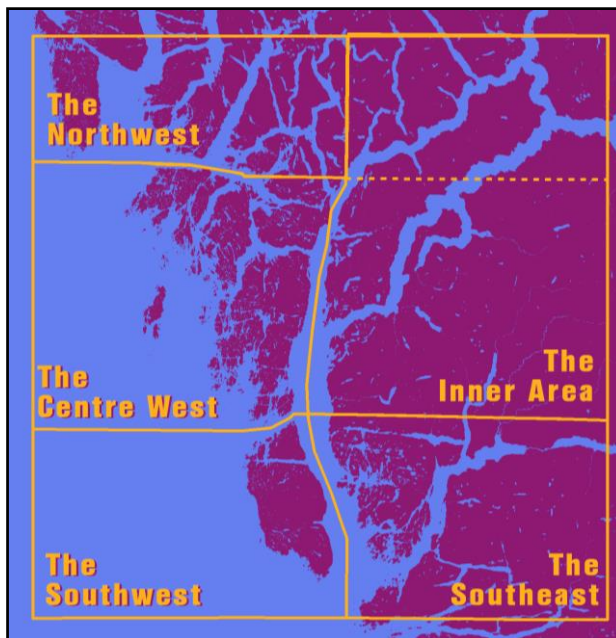 The
Northwest
The
Centre West
The
Inner Area
The
Southwest
The
Southeast